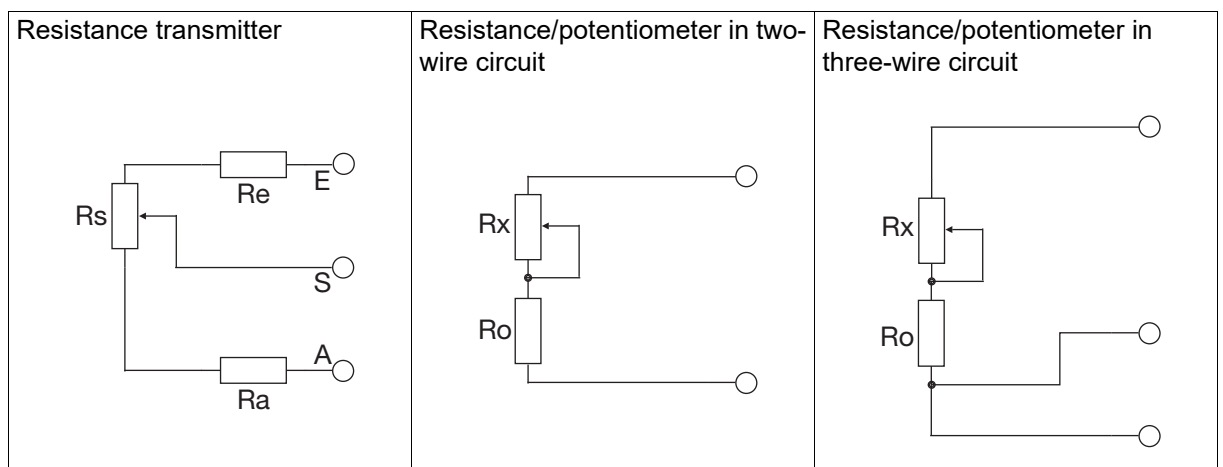 Resistance transmitter
Rs
Re
E
S
A
Ra
Resistance/potentiometer in two-
wire circuit
Rx
Ro
Resistance/potentiometer in
three-wire circuit
Rx
Ro